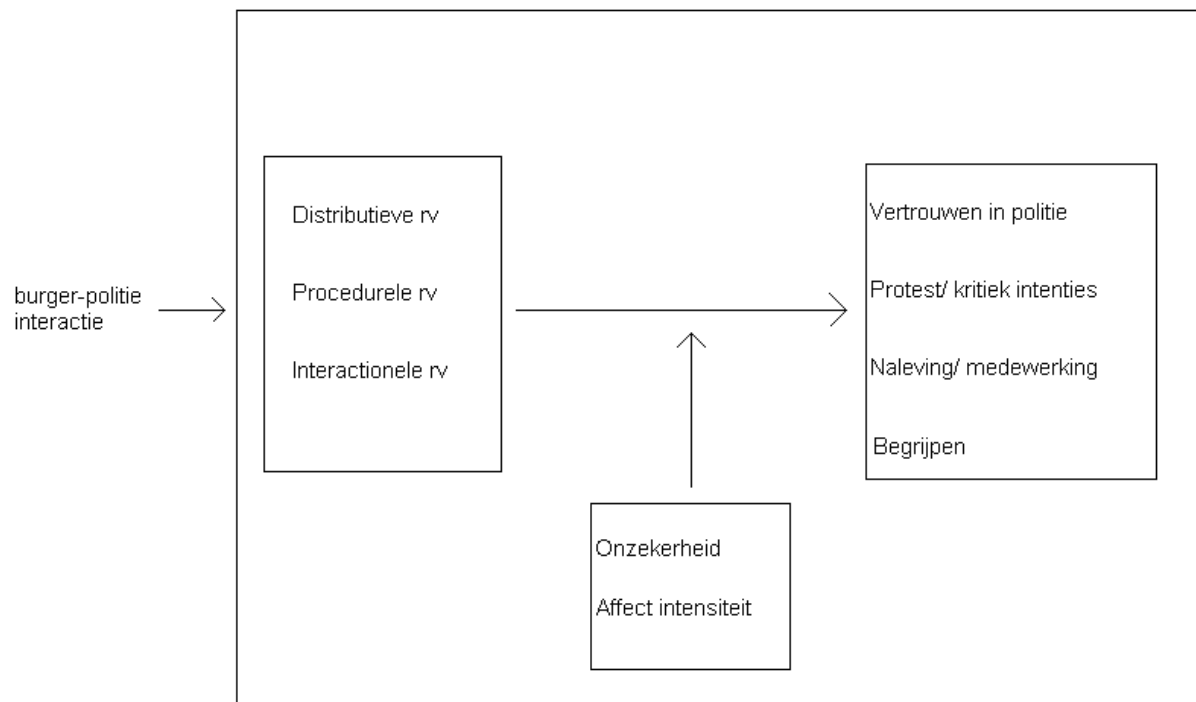 burger-politie
interactie
Distributieve rv
Procedurele rv
Interactionele rv
Vertrouwen in politie
Protest/ kritiek intenties
Naleving/ medewerking
Begrijpen
Onzekerheid
Affect intensiteit